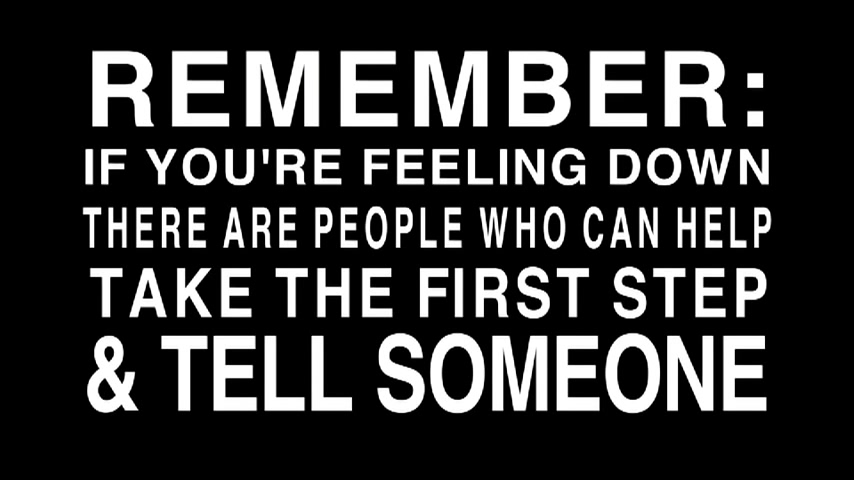 REMEMBER:
IF YOU'RE FEELING DOWN
THERE ARE PEOPLE WHO CAN HELP
TAKE THE FIRST STEP
& TELL SOMEONE